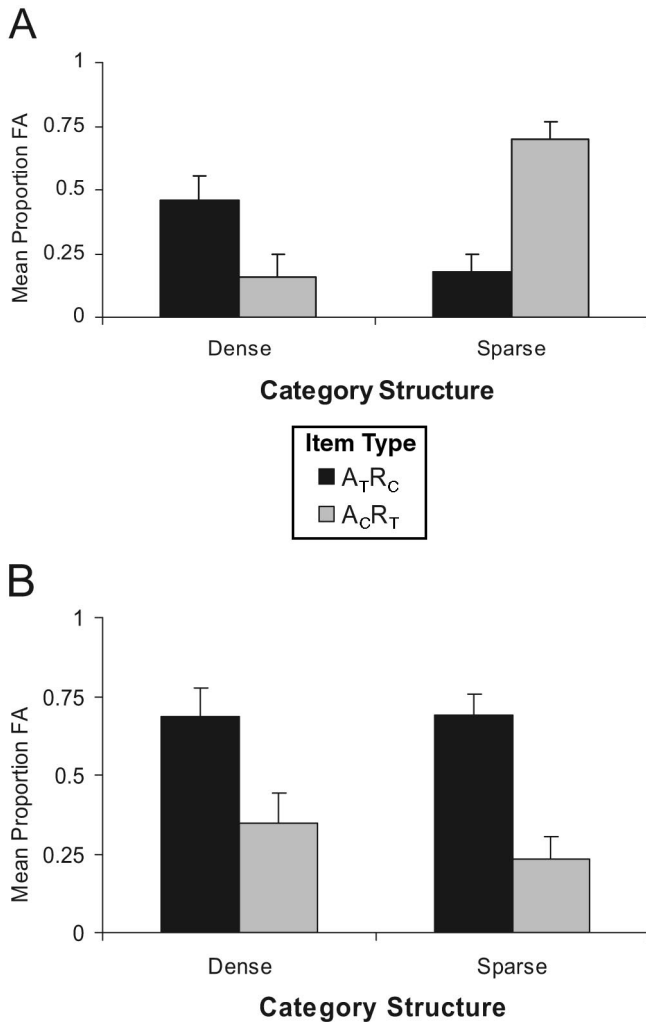 A
Mean Proportion FA
1
0.75
0.5
0.25
0
Dense Sparse
Category Structure
Item Type
ATRC
ACRT
B
Mean Proportion FA
1
0.75
0.5
0.25
0
Dense Sparse
Category Structure